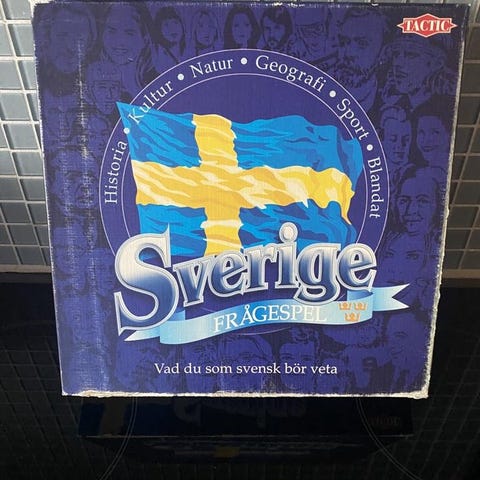 TACTIC
Historia • Kultur • Natur • Geografi • Sport • Blandat
Sverige
FRÅGESPEL
Vad du som svensk bör veta